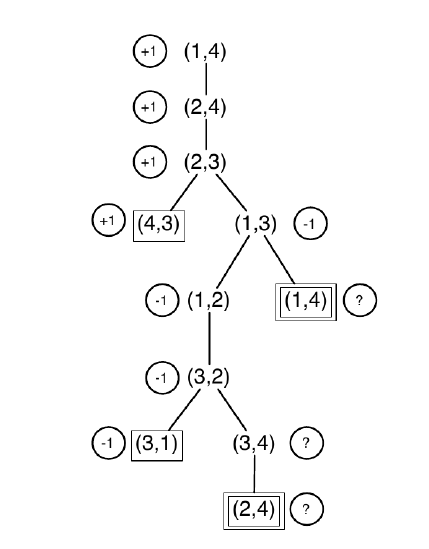 +1 (1,4)
+1 (2,4)
+1 (2,3)
+1 (4,3) (1,3) -1
-1 (1,2) (1,4) ?
-1 (3,2)
-1 (3,1) (3,4) ?
(2,4) ?